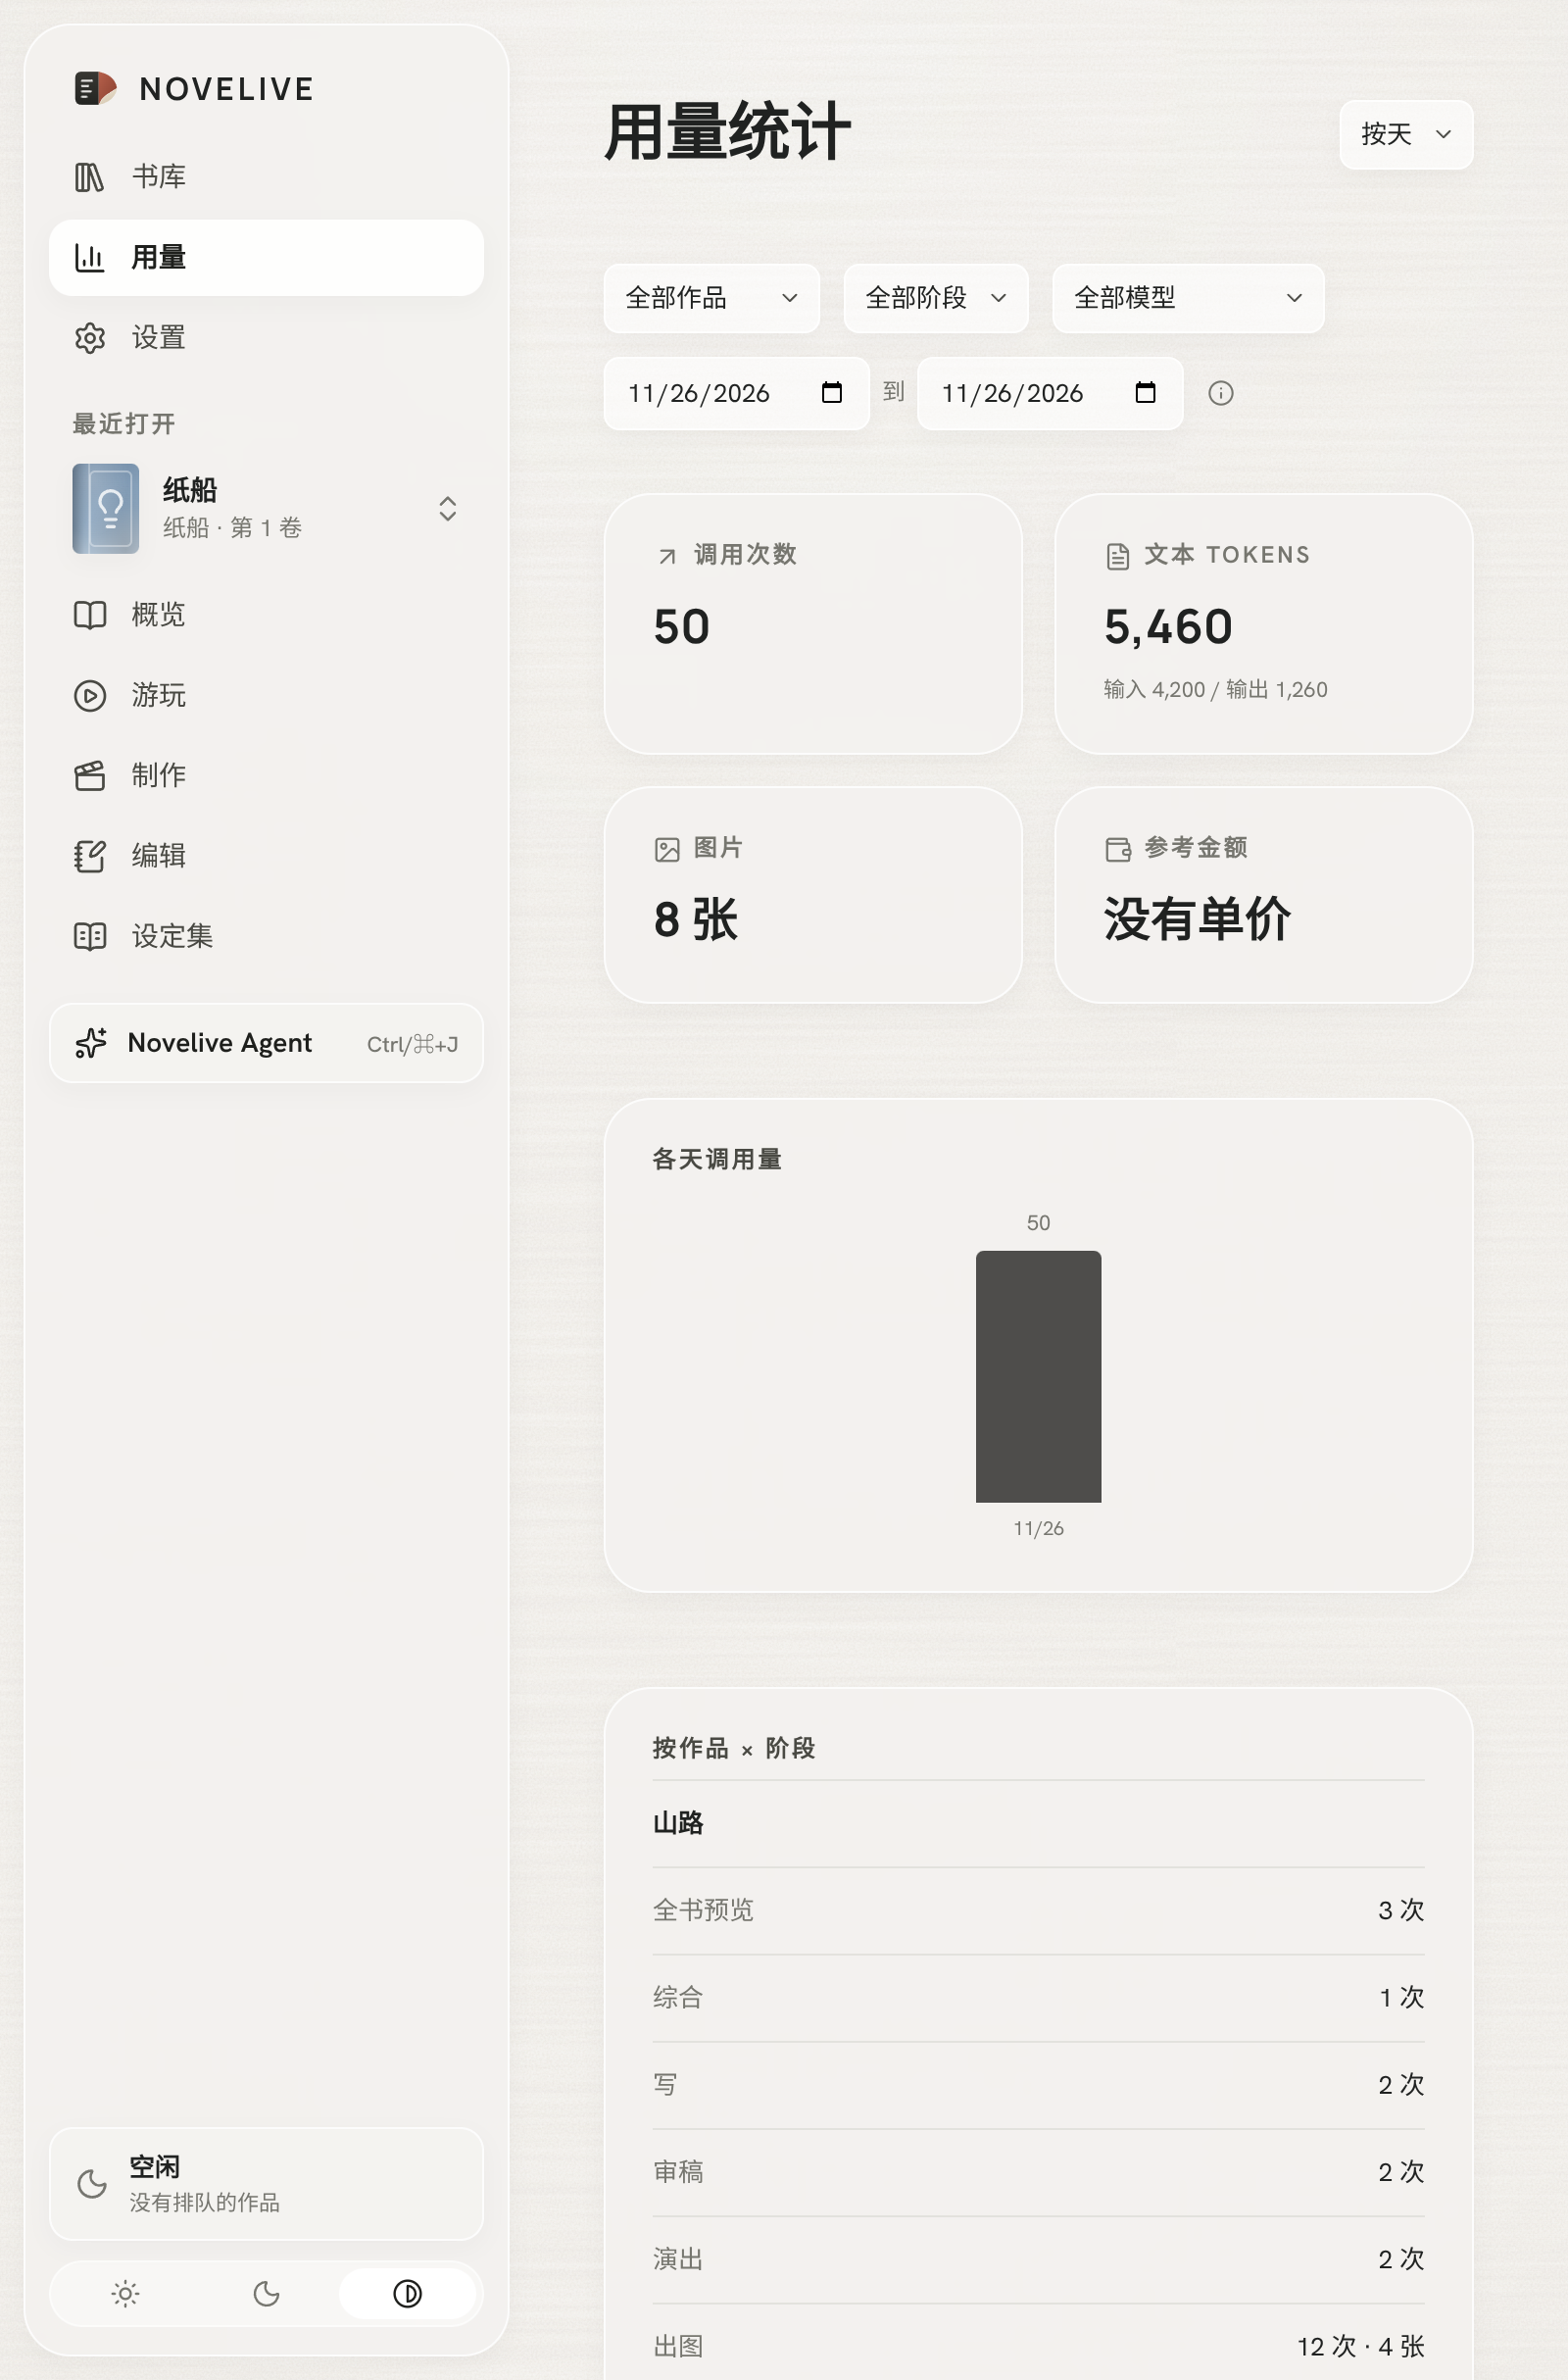 NOVELIVE
书库
用量
设置
最近打开
纸船
纸船 · 第 1 卷
概览
游玩
制作
编辑
设定集
Novelive Agent Ctrl/⌘+J
空闲
没有排队的作品
用量统计
按天
全部作品 全部阶段 全部模型
11/26/2026 到 11/26/2026
调用次数
50
文本 TOKENS
5,460
输入 4,200 / 输出 1,260
图片
8 张
参考金额
没有单价
各天调用量
50
11/26
按作品 × 阶段
山路
全书预览 3 次
综合 1 次
写 2 次
审稿 2 次
演出 2 次
出图 12 次 · 4 张